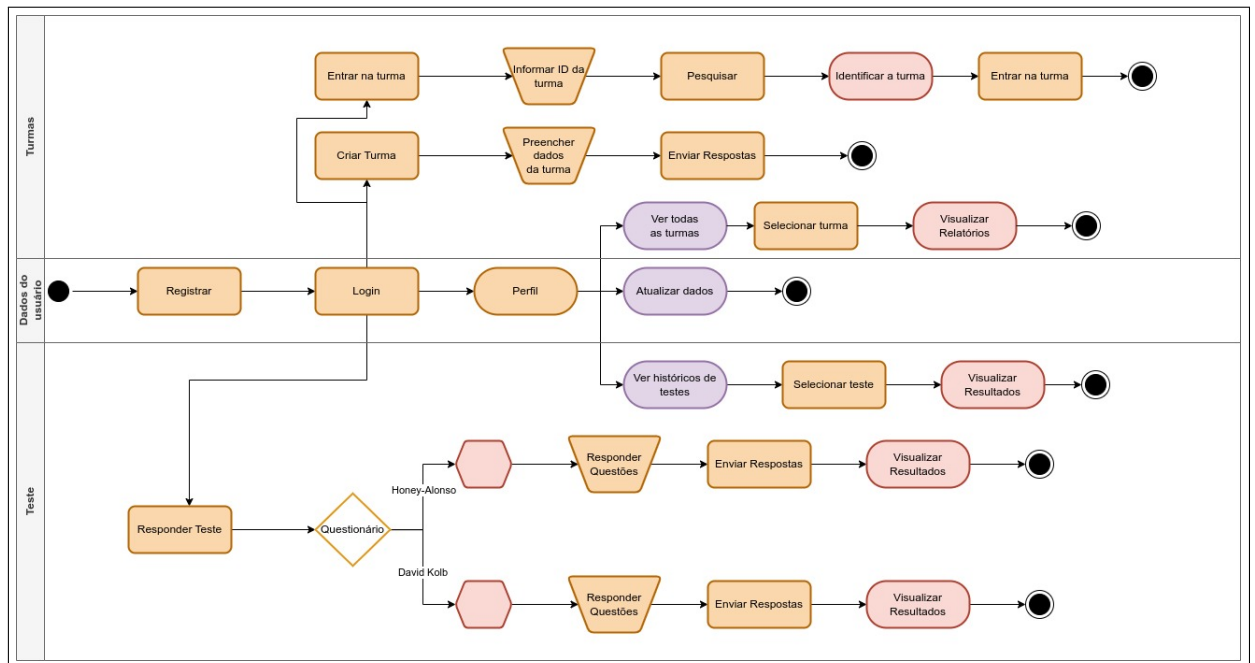 Turmas
Entrar na turma
Informar ID da
turma
Pesquisar
Identificar a turma
Entrar na turma
Criar Turma
Preencher
dados
da turma
Enviar Respostas
Ver todas
as turmas
Selecionar turma
Visualizar
Relatórios
Dados do
usuário
Registrar
Login
Perfil
Atualizar dados
Teste
Ver históricos de
testes
Selecionar teste
Visualizar
Resultados
Responder Teste
Questionário
Honey-Alonso
Responder
Questões
Enviar Respostas
Visualizar
Resultados
David Kolb
Responder
Questões
Enviar Respostas
Visualizar
Resultados